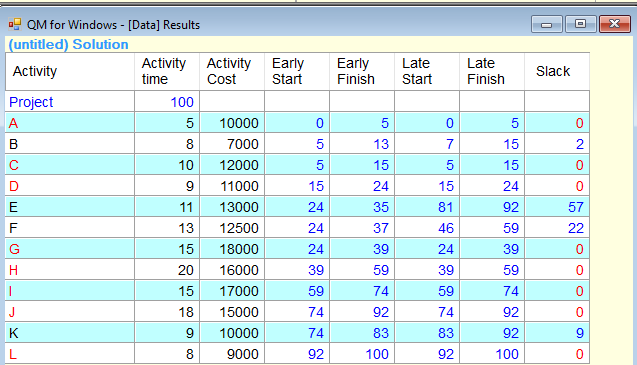 QM for Windows - [Data] Results
(untitled) Solution
Activity Activity time Activity Cost Early Start Early Finish Late Start Late Finish Slack
Project 100
A 5 10000 0 5 0 5 0
B 8 7000 5 13 7 15 2
C 10 12000 5 15 5 15 0
D 9 11000 15 24 15 24 0
E 11 13000 24 35 81 92 57
F 13 12500 24 37 46 59 22
G 15 18000 24 39 24 39 0
H 20 16000 39 59 39 59 0
I 15 17000 59 74 59 74 0
J 18 15000 74 92 74 92 0
K 9 10000 74 83 83 92 9
L 8 9000 92 100 92 100 0